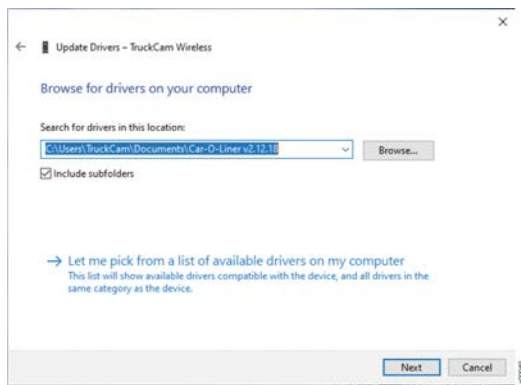 Update Drivers – TruckCam Wireless
Browse for drivers on your computer
Search for drivers in this location:
C:\Users\TruckCam\Documents\Car-O-Liner v2.12.18
Browse...
Include subfolders
Let me pick from a list of available drivers on my computer
This list will show available drivers compatible with the device, and all drivers in the
same category as the device.
Next
Cancel